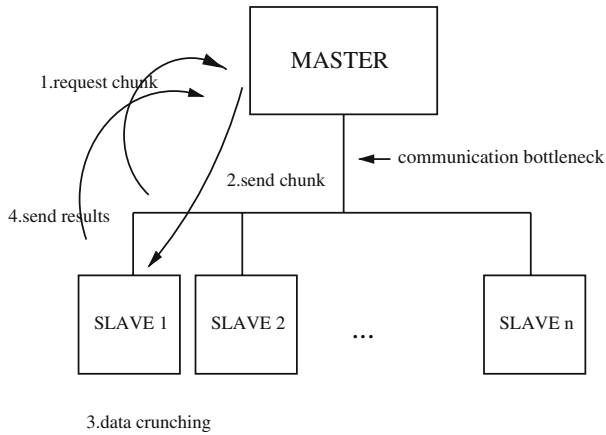 MASTER
1.request chunk
communication bottleneck
2.send chunk
4.send results
SLAVE 1
SLAVE 2
...
SLAVE n
3.data crunching